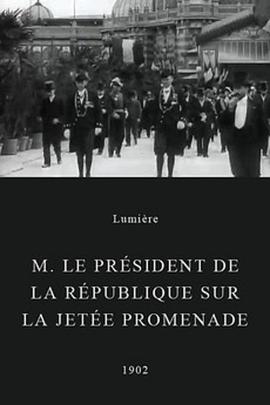 Lumière
M. LE PRÉSIDENT DE
LA RÉPUBLIQUE SUR
LA JETÉE PROMENADE
1902